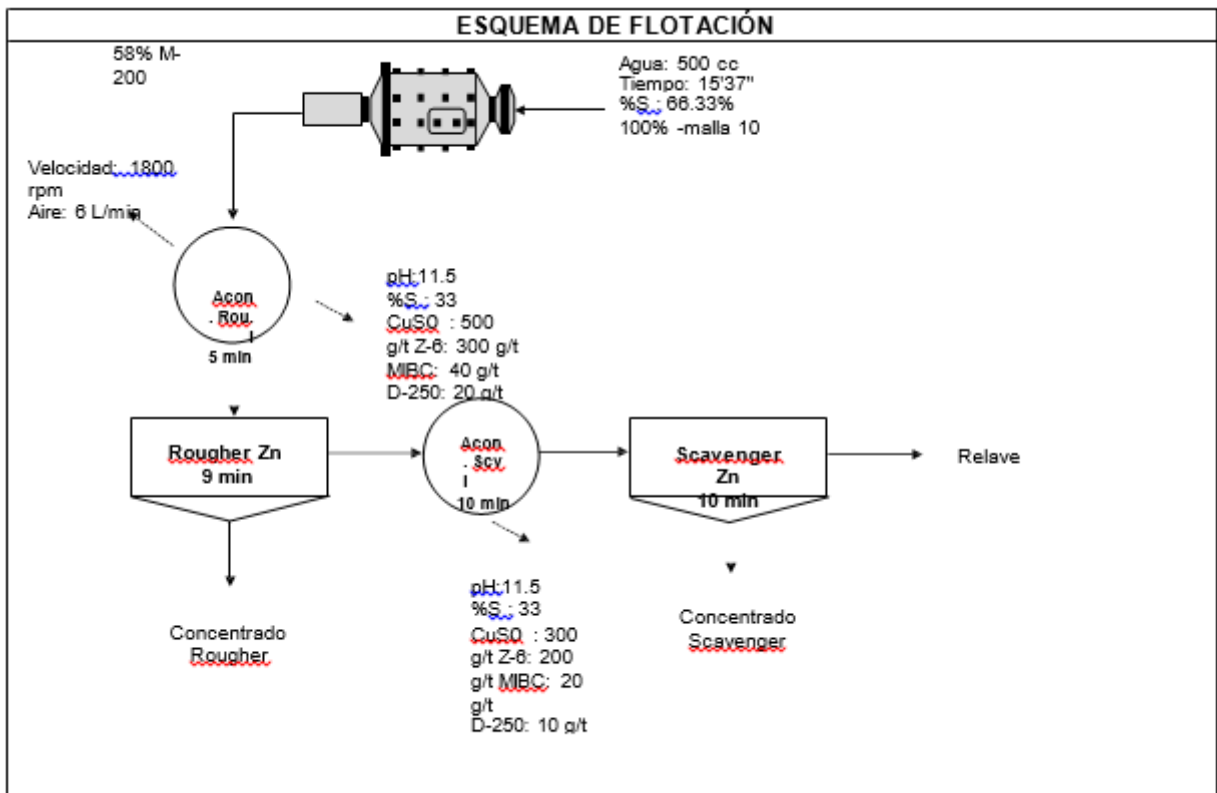 ESQUEMA DE FLOTACIÓN
58% M-
200
Agua: 500 cc
Tiempo: 15'37"
%S.: 66.33%
100% -malla 10
Velocidad: 1800
rpm
Aire: 6 L/min
Acon
. Rou.
I
5 min
pH:11.5
%S.: 33
CuSO : 500
g/t Z-6: 300 g/t
MIBC: 40 g/t
D-250: 20 g/t
Rougher Zn
9 min
Acon
. Scv
I
10 min
Scavenger
Zn
10 min
Relave
pH:11.5
%S.: 33
CuSO : 300
g/t Z-6: 200
g/t MIBC: 20
g/t
D-250: 10 g/t
Concentrado
Rougher
Concentrado
Scavenger